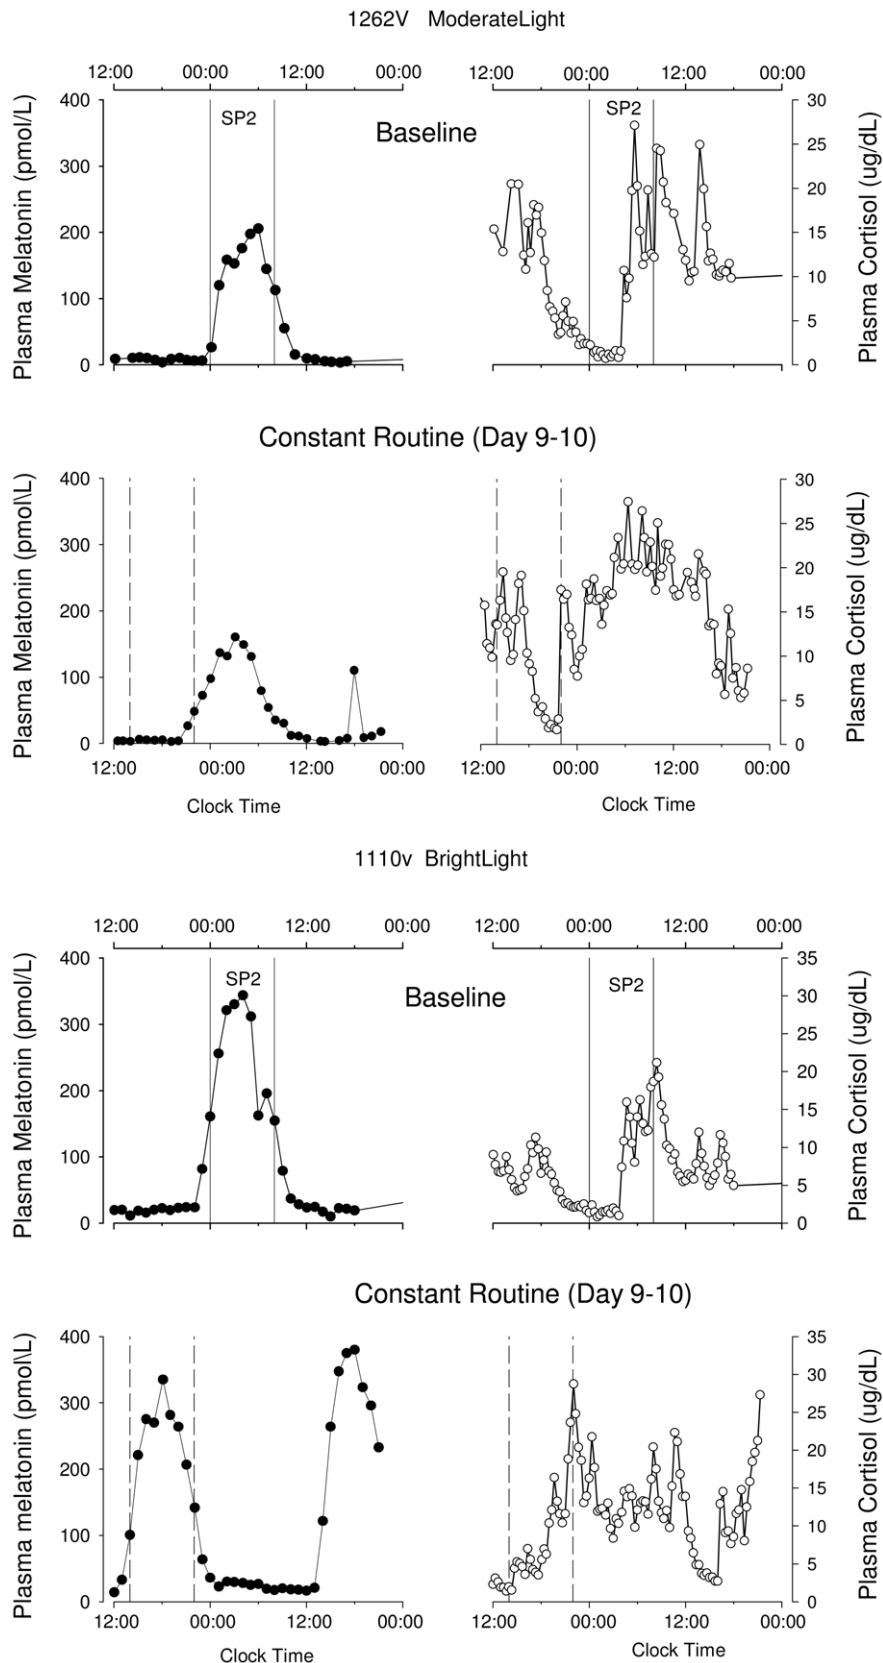 1262V ModerateLight
12:00 00:00 12:00 00:00 12:00 00:00 12:00 00:00
Plasma Melatonin (pmol/L)
400
300
200
100
0
SP2
Baseline
SP2
30
25
20
15
10
5
0
Plasma Cortisol (ug/dL)
Constant Routine (Day 9-10)
Plasma Melatonin (pmol\L)
400
300
200
100
0
30
25
20
15
10
5
0
Plasma Cortisol (ug/dL)
12:00 00:00 12:00 00:00 12:00 00:00 12:00 00:00
Clock Time Clock Time
1110v BrightLight
12:00 00:00 12:00 00:00 12:00 00:00 12:00 00:00
Plasma Melatonin (pmol/L)
400
300
200
100
0
SP2
Baseline
SP2
35
30
25
20
15
10
5
0
Plasma Cortisol (ug/dL)
Constant Routine (Day 9-10)
Plasma melatonin (pmol\L)
400
300
200
100
0
35
30
25
20
15
10
5
0
Plasma Cortisol (ug/dL)
12:00 00:00 12:00 00:00 12:00 00:00 12:00 00:00
Clock Time Clock Time